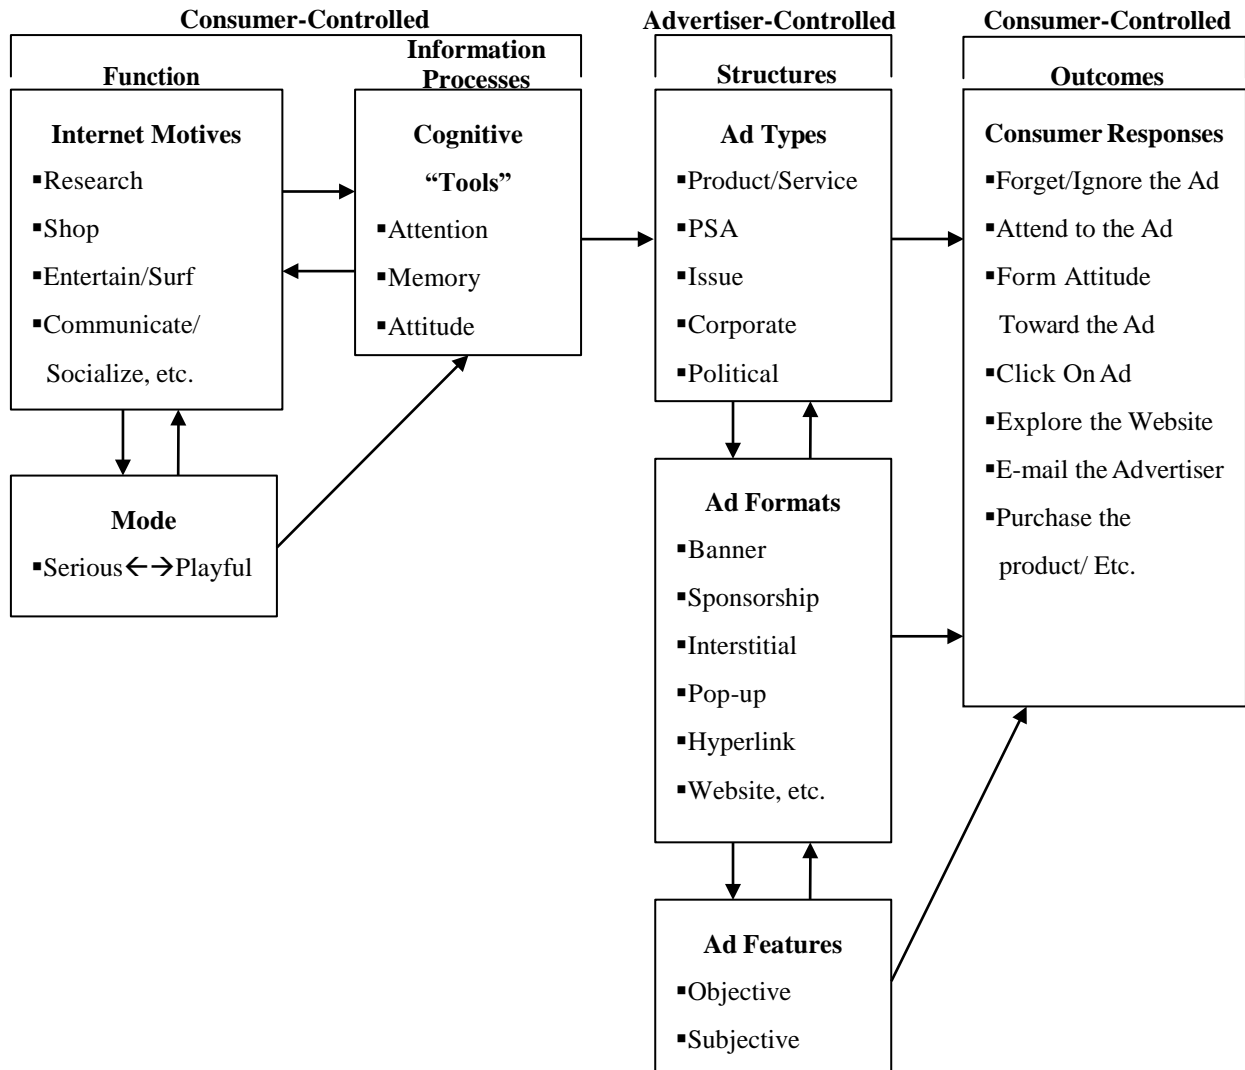 Consumer-Controlled
Function
Internet Motives
▪Research
▪Shop
▪Entertain/Surf
▪Communicate/
Socialize, etc.
Mode
▪Serious←→Playful
Information
Processes
Cognitive
“Tools”
▪Attention
▪Memory
▪Attitude
Advertiser-Controlled
Structures
Ad Types
▪Product/Service
▪PSA
▪Issue
▪Corporate
▪Political
Ad Formats
▪Banner
▪Sponsorship
▪Interstitial
▪Pop-up
▪Hyperlink
▪Website, etc.
Ad Features
▪Objective
▪Subjective
Consumer-Controlled
Outcomes
Consumer Responses
▪Forget/Ignore the Ad
▪Attend to the Ad
▪Form Attitude
Toward the Ad
▪Click On Ad
▪Explore the Website
▪E-mail the Advertiser
▪Purchase the
product/ Etc.